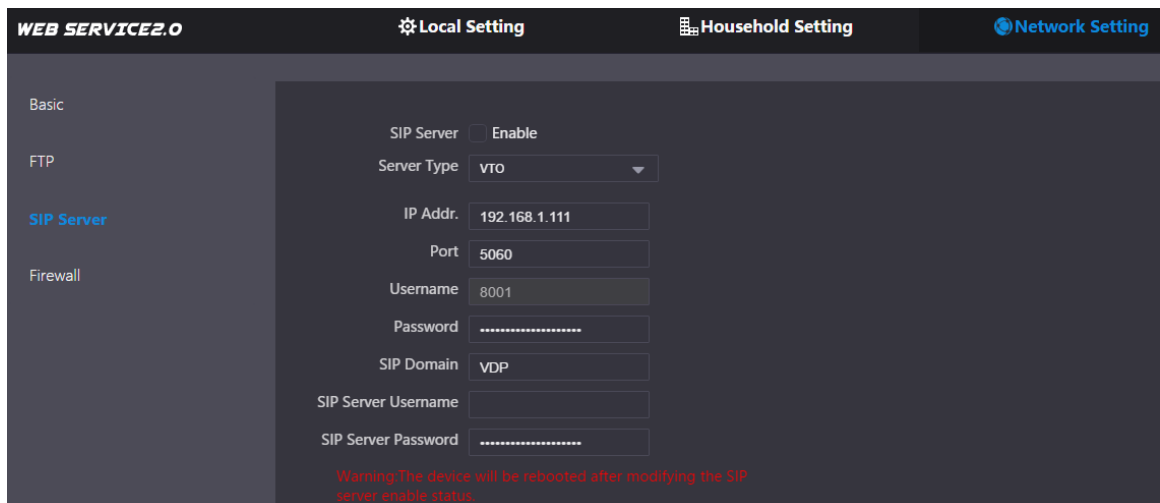 WEB SERVICE2.0
Local Setting
Household Setting
Network Setting
Basic
FTP
SIP Server
Firewall
SIP Server Enable
Server Type VTO
IP Addr. 192.168.1.111
Port 5060
Username 8001
Password ••••••••••••••••••••
SIP Domain VDP
SIP Server Username
SIP Server Password ••••••••••••••••••••
Warning:The device will be rebooted after modifying the SIP
server enable status.